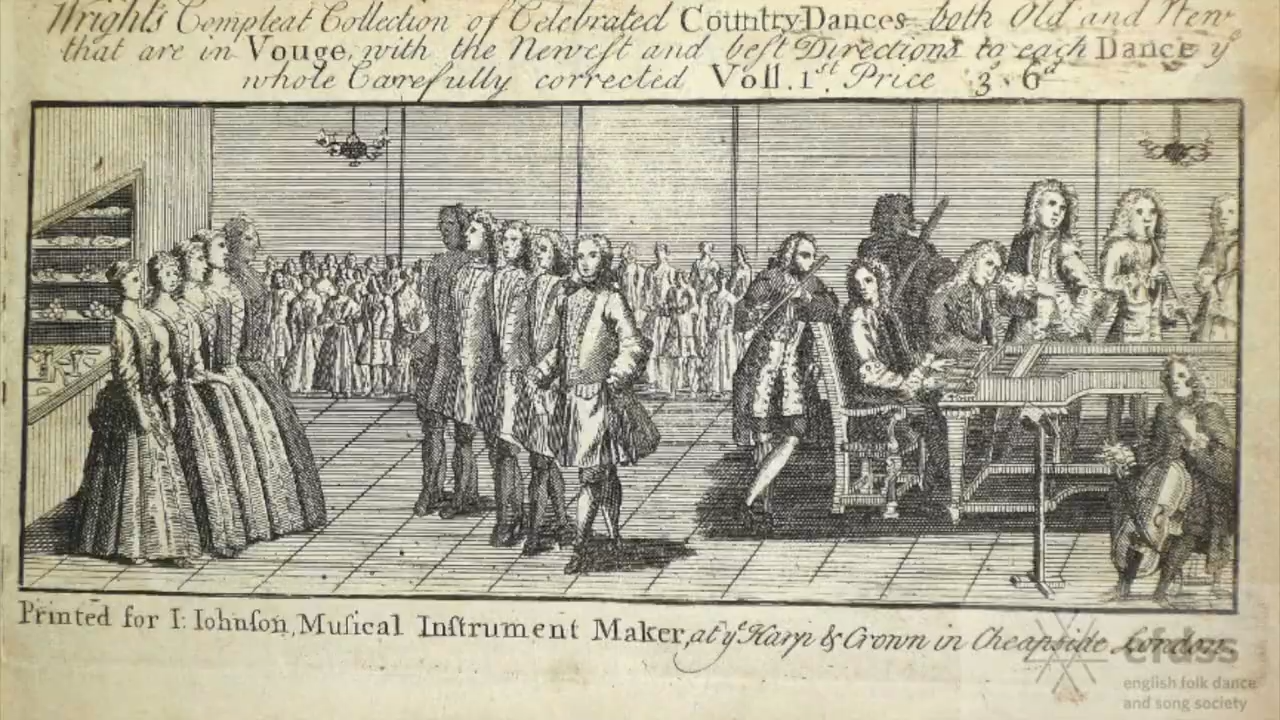 Wright's Compleat Collection of Celebrated Country Dances both Old and New
that are in Vouge, with the Neweſt and beſt Directions to each Dance yᵉ
whole Carefully corrected Voll. 1ˢᵗ. Price 3ˢ. 6ᵈ
Printed for I: Iohnſon, Muſical Inſtrument Maker, at yᵉ Harp & Crown in Cheapſide London.
efdss
english folk dance
and song society